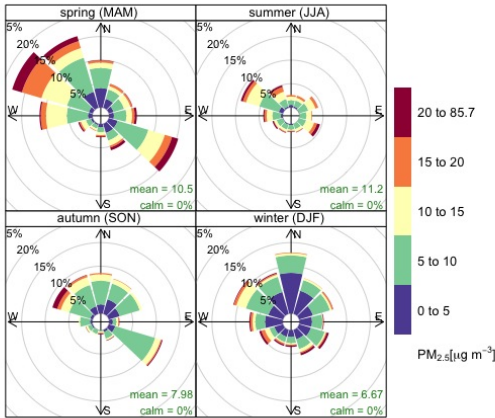 spring (MAM)
5%
20%
15%
10%
5%
N
W
E
S
mean = 10.5
calm = 0%
summer (JJA)
20%
15%
10%
5%
N
W
E
S
mean = 11.2
calm = 0%
autumn (SON)
5%
20%
15%
10%
5%
N
W
E
S
mean = 7.98
calm = 0%
winter (DJF)
5%
20%
15%
10%
5%
N
W
E
S
mean = 6.67
calm = 0%
20 to 85.7
15 to 20
10 to 15
5 to 10
0 to 5
PM2.5[μg m−3]